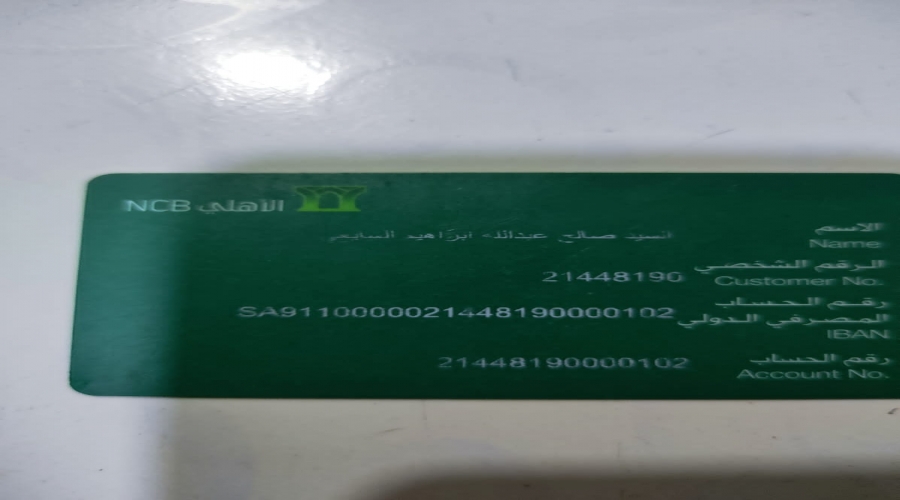 NCB الأهلي
الاسم السيد صالح عبدالله ابراهيم السايعي
Name
الرقم الشخصي 21448190
Customer No.
رقم الحساب
المصرفي الدولي SA9110000021448190000102
IBAN
رقم الحساب 21448190000102
Account No.